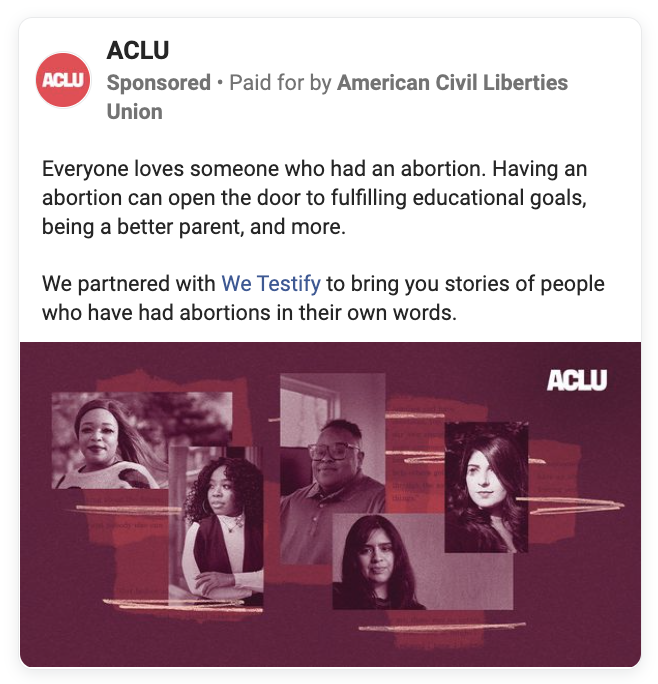 ACLU
ACLU
Sponsored • Paid for by American Civil Liberties
Union
Everyone loves someone who had an abortion. Having an
abortion can open the door to fulfilling educational goals,
being a better parent, and more.
We partnered with We Testify to bring you stories of people
who have had abortions in their own words.
ACLU